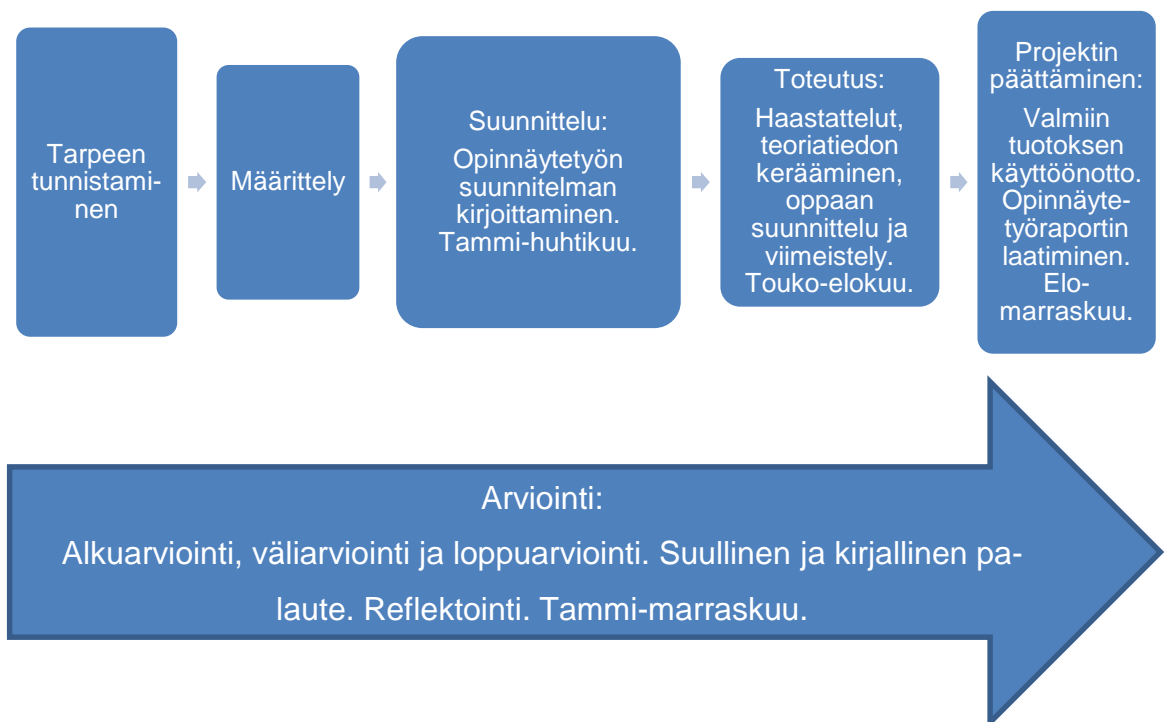 Tarpeen
tunnistami-
nen
Määrittely
Suunnittelu:
Opinnäytetyön
suunnitelman
kirjoittaminen.
Tammi-huhtikuu.
Toteutus:
Haastattelut,
teoriatiedon
kerääminen,
oppaan
suunnittelu ja
viimeistely.
Touko-elokuu.
Projektin
päättäminen:
Valmiin
tuotoksen
käyttöönotto.
Opinnäyte-
työraportin
laatiminen.
Elo-
marraskuu.
Arviointi:
Alkuarviointi, väliarviointi ja loppuarviointi. Suullinen ja kirjallinen pa-
laute. Reflektointi. Tammi-marraskuu.